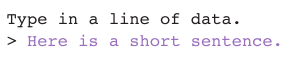 Type in a line of data.
> Here is a short sentence.